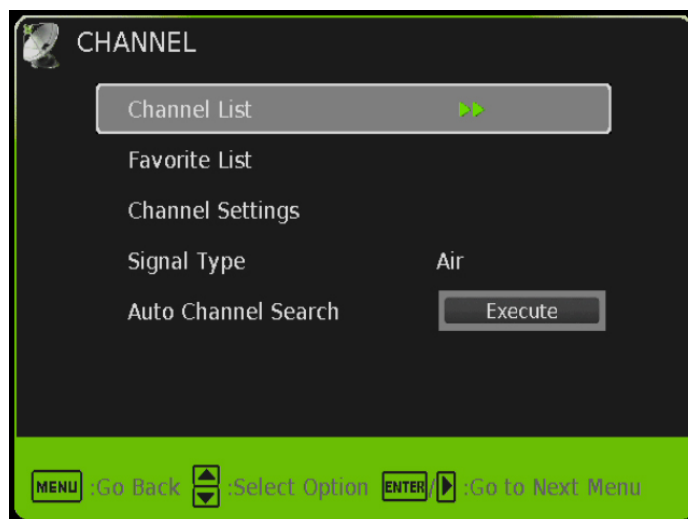 CHANNEL
Channel List
Favorite List
Channel Settings
Signal Type Air
Auto Channel Search Execute
MENU :Go Back :Select Option ENTER/ :Go to Next Menu